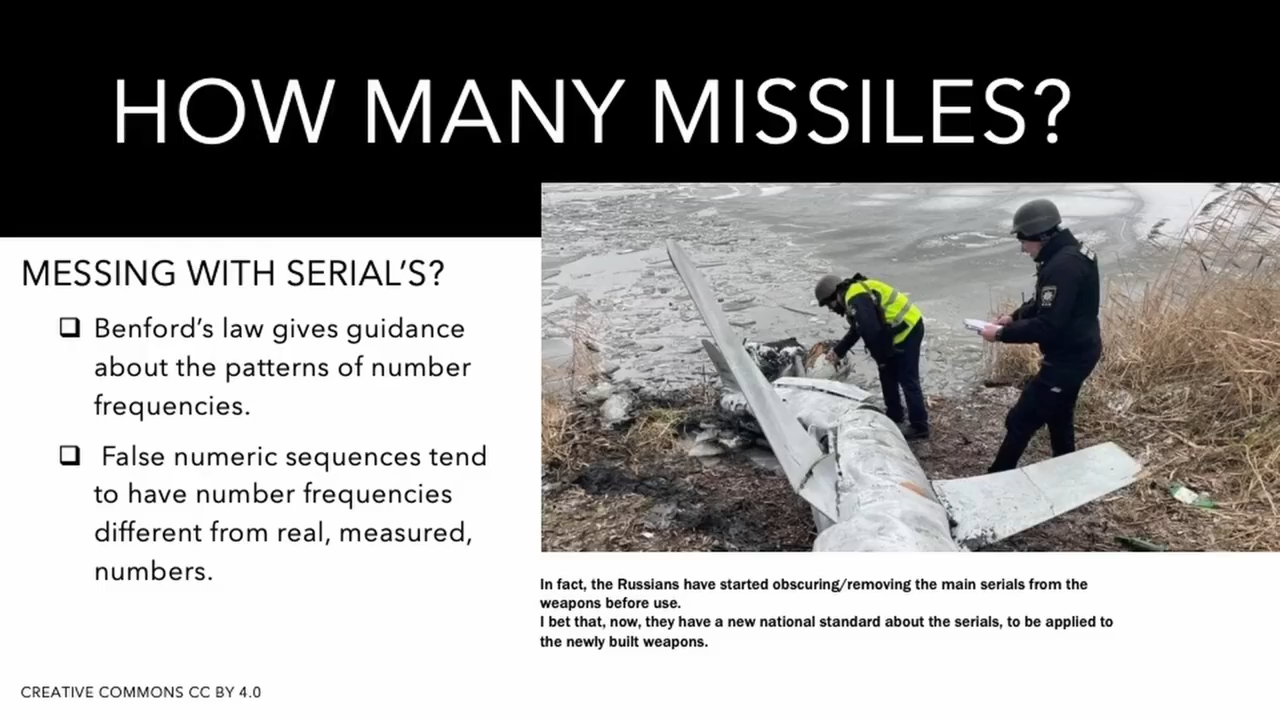 HOW MANY MISSILES?
MESSING WITH SERIAL'S?
❑ Benford's law gives guidance
about the patterns of number
frequencies.
❑ False numeric sequences tend
to have number frequencies
different from real, measured,
numbers.
In fact, the Russians have started obscuring/removing the main serials from the
weapons before use.
I bet that, now, they have a new national standard about the serials, to be applied to
the newly built weapons.
CREATIVE COMMONS CC BY 4.0